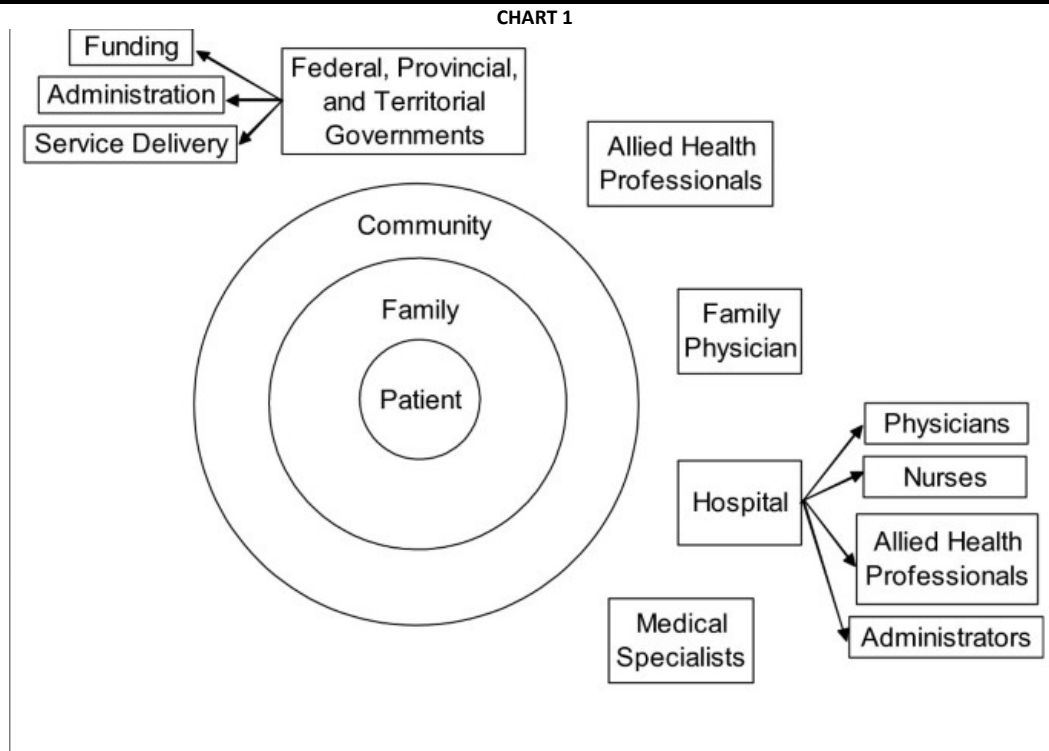 CHART 1
Funding
Administration
Service Delivery
Federal, Provincial,
and Territorial
Governments
Allied Health
Professionals
Community
Family
Patient
Family
Physician
Hospital
Physicians
Nurses
Allied Health
Professionals
Administrators
Medical
Specialists